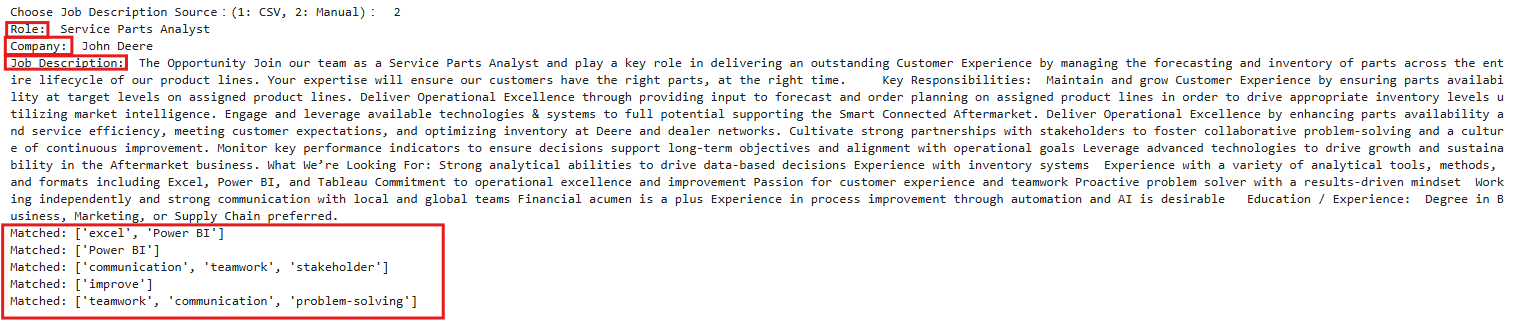 Choose Job Description Source：(1: CSV, 2: Manual)： 2
Role: Service Parts Analyst
Company: John Deere
Job Description: The Opportunity Join our team as a Service Parts Analyst and play a key role in delivering an outstanding Customer Experience by managing the forecasting and inventory of parts across the ent
ire lifecycle of our product lines. Your expertise will ensure our customers have the right parts, at the right time. Key Responsibilities: Maintain and grow Customer Experience by ensuring parts availabi
lity at target levels on assigned product lines. Deliver Operational Excellence through providing input to forecast and order planning on assigned product lines in order to drive appropriate inventory levels u
tilizing market intelligence. Engage and leverage available technologies & systems to full potential supporting the Smart Connected Aftermarket. Deliver Operational Excellence by enhancing parts availability a
nd service efficiency, meeting customer expectations, and optimizing inventory at Deere and dealer networks. Cultivate strong partnerships with stakeholders to foster collaborative problem-solving and a cultur
e of continuous improvement. Monitor key performance indicators to ensure decisions support long-term objectives and alignment with operational goals Leverage advanced technologies to drive growth and sustaina
bility in the Aftermarket business. What We’re Looking For: Strong analytical abilities to drive data-based decisions Experience with inventory systems Experience with a variety of analytical tools, methods,
and formats including Excel, Power BI, and Tableau Commitment to operational excellence and improvement Passion for customer experience and teamwork Proactive problem solver with a results-driven mindset Work
ing independently and strong communication with local and global teams Financial acumen is a plus Experience in process improvement through automation and AI is desirable Education / Experience: Degree in B
usiness, Marketing, or Supply Chain preferred.
Matched: ['excel', 'Power BI']
Matched: ['Power BI']
Matched: ['communication', 'teamwork', 'stakeholder']
Matched: ['improve']
Matched: ['teamwork', 'communication', 'problem-solving']